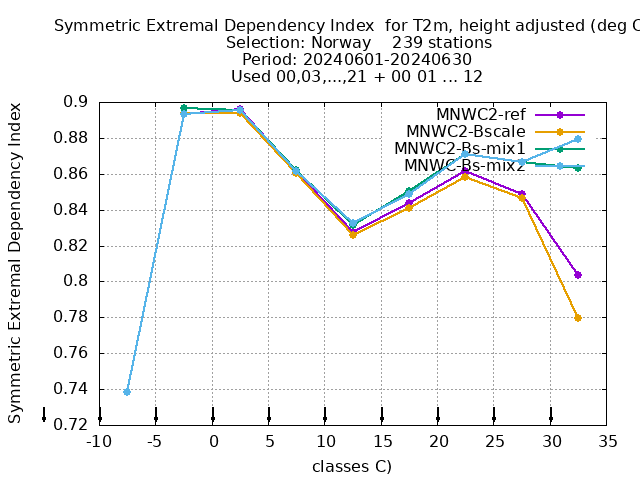 Symmetric Extremal Dependency Index for T2m, height adjusted (deg C
Selection: Norway 239 stations
Period: 20240601-20240630
Used 00,03,...,21 + 00 01 ... 12
Symmetric Extremal Dependency Index
0.9
0.88
0.86
0.84
0.82
0.8
0.78
0.76
0.74
0.72
MNWC2-ref
MNWC2-Bscale
MNWC2-Bs-mix1
MNWC-Bs-mix2
-10 -5 0 5 10 15 20 25 30 35
classes C)